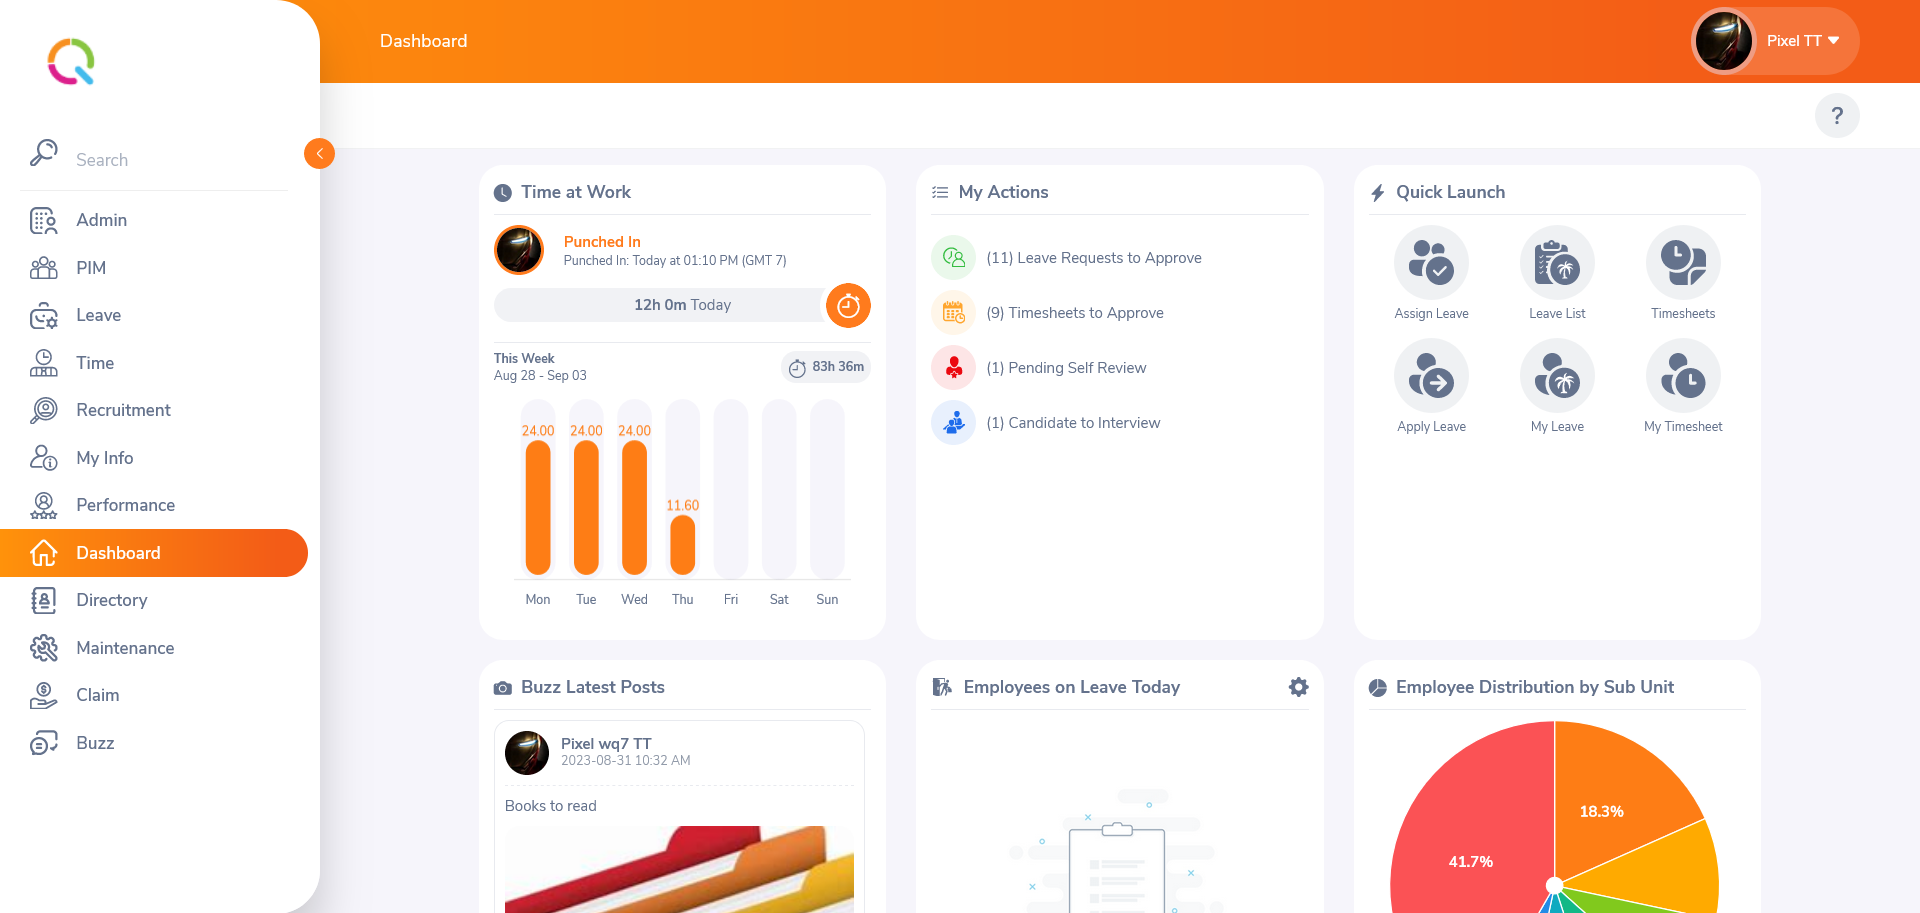 Dashboard
Pixel TT
?
Search
Admin
PIM
Leave
Time
Recruitment
My Info
Performance
Dashboard
Directory
Maintenance
Claim
Buzz
Time at Work
Punched In
Punched In: Today at 01:10 PM (GMT 7)
12h 0m Today
This Week
Aug 28 - Sep 03
83h 36m
24.00 24.00 24.00
11.60
Mon Tue Wed Thu Fri Sat Sun
My Actions
(11) Leave Requests to Approve
(9) Timesheets to Approve
(1) Pending Self Review
(1) Candidate to Interview
Quick Launch
Assign Leave Leave List Timesheets
Apply Leave My Leave My Timesheet
Buzz Latest Posts
Pixel wq7 TT
2023-08-31 10:32 AM
Books to read
Employees on Leave Today
Employee Distribution by Sub Unit
18.3%
41.7%